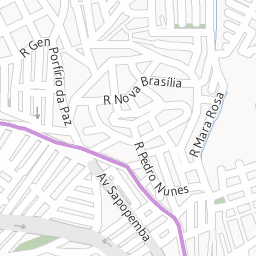 R Gen Porfírio da Paz
R Nova Brasília
R Mara Rosa
R Pedro Nunes
Av Sapopemba